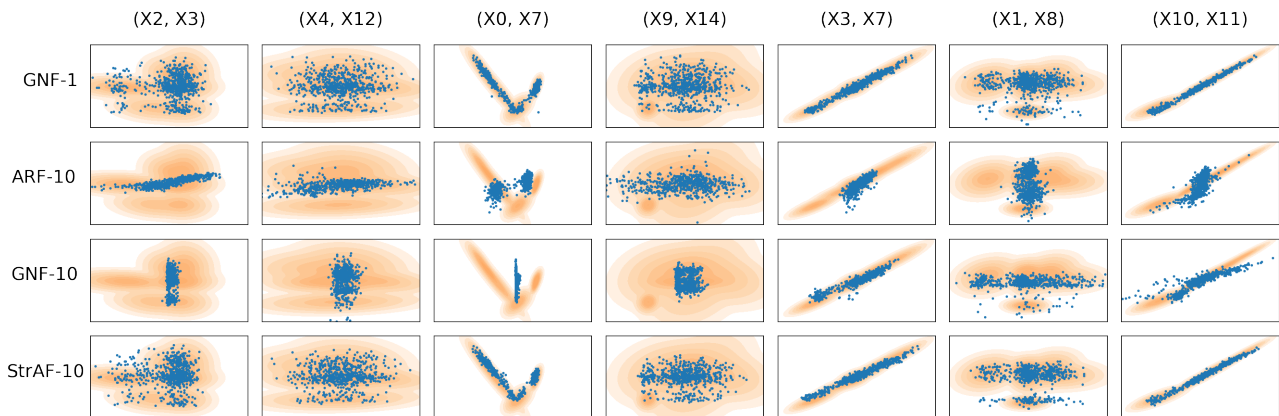 (X2, X3) (X4, X12) (X0, X7) (X9, X14) (X3, X7) (X1, X8) (X10, X11)
GNF-1
ARF-10
GNF-10
StrAF-10